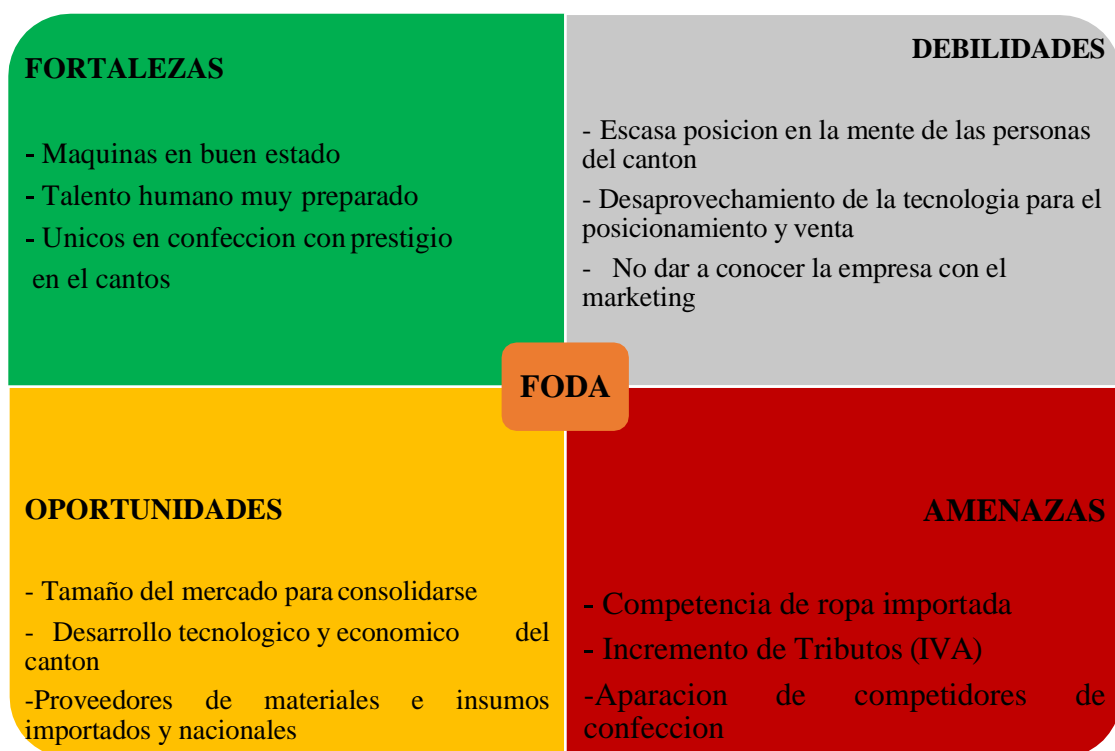 FORTALEZAS
- Maquinas en buen estado
- Talento humano muy preparado
- Unicos en confeccion con prestigio
en el cantos
DEBILIDADES
- Escasa posicion en la mente de las personas
del canton
- Desaprovechamiento de la tecnologia para el
posicionamiento y venta
- No dar a conocer la empresa con el
marketing
FODA
OPORTUNIDADES
- Tamaño del mercado para consolidarse
- Desarrollo tecnologico y economico del
canton
-Proveedores de materiales e insumos
importados y nacionales
AMENAZAS
- Competencia de ropa importada
- Incremento de Tributos (IVA)
-Aparacion de competidores de
confeccion